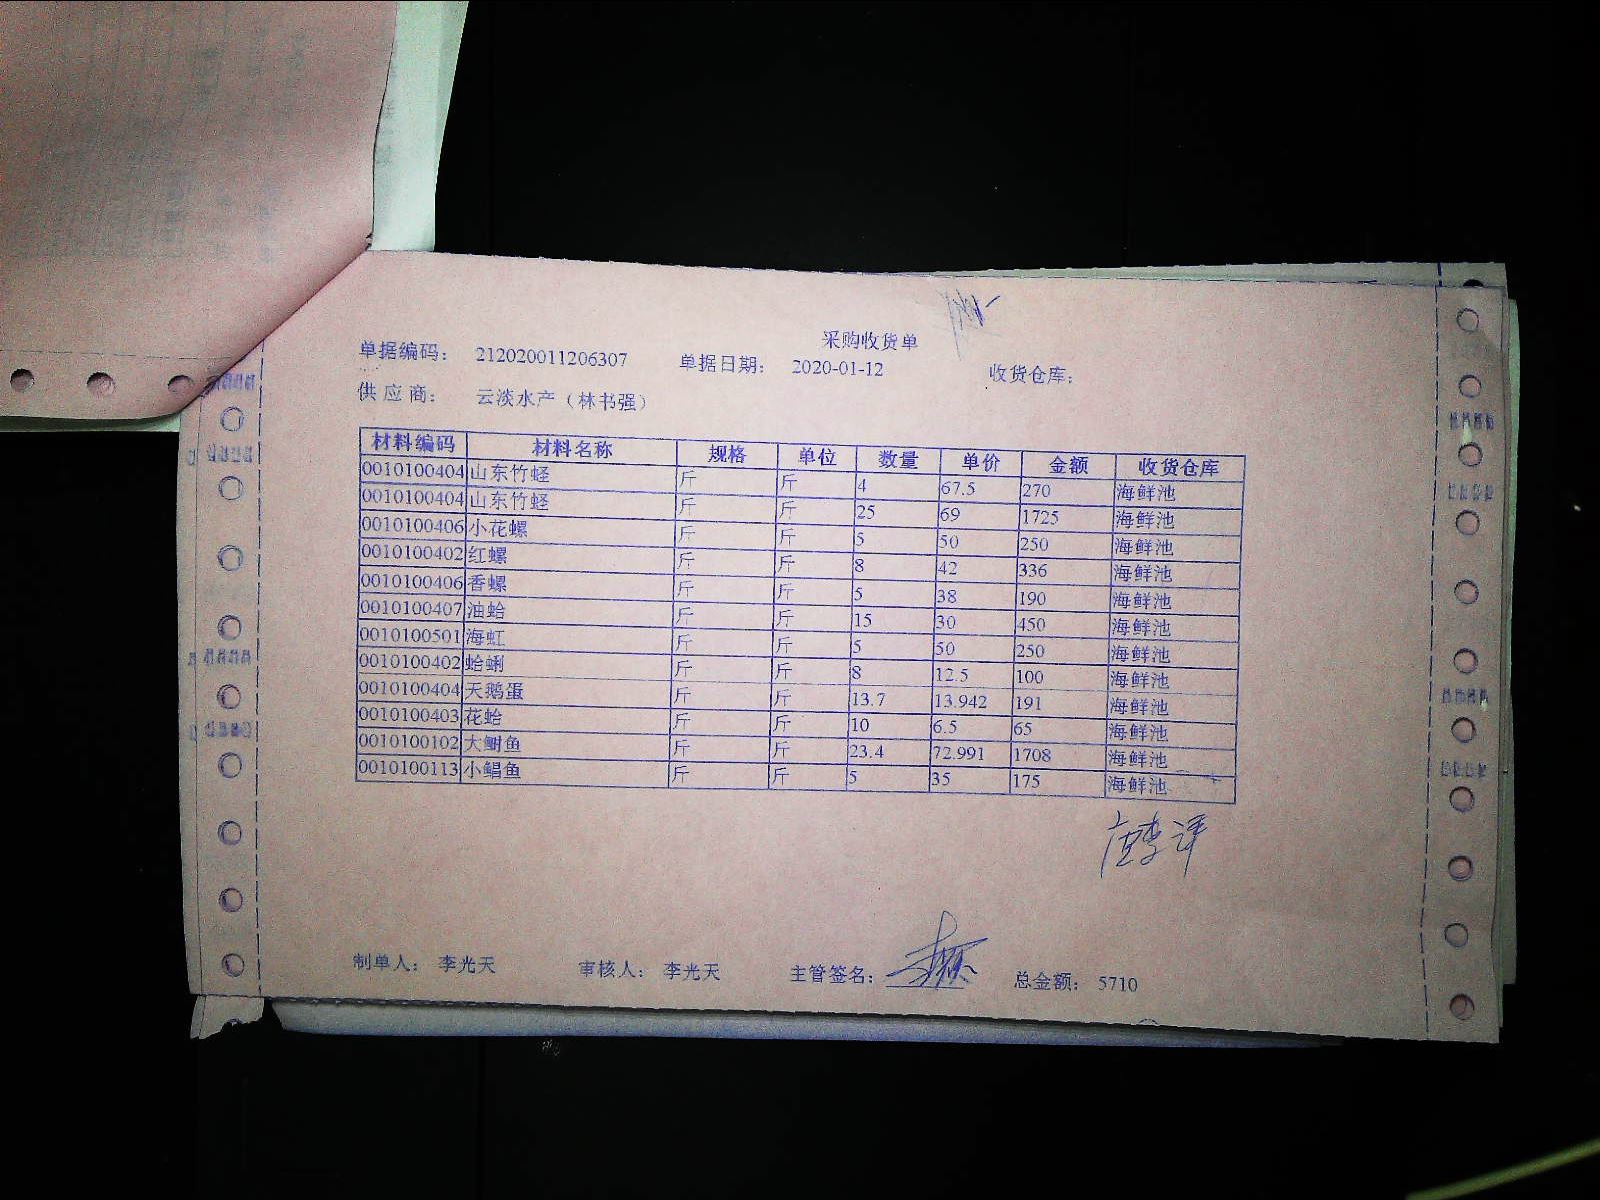 采购收货单
单据编码： 212020011206307 单据日期： 2020-01-12 收货仓库：
供应商： 云淡水产（林书强）
材料编码 材料名称 规格 单位 数量 单价 金额 收货仓库
0010100404 山东竹蛏 斤 斤 4 67.5 270 海鲜池
0010100404 山东竹蛏 斤 斤 25 69 1725 海鲜池
0010100406 小花螺 斤 斤 5 50 250 海鲜池
0010100402 红螺 斤 斤 8 42 336 海鲜池
0010100406 香螺 斤 斤 5 38 190 海鲜池
0010100407 油蛤 斤 斤 15 30 450 海鲜池
0010100501 海虹 斤 斤 5 50 250 海鲜池
0010100402 蛤蜊 斤 斤 8 12.5 100 海鲜池
0010100404 天鹅蛋 斤 斤 13.7 13.942 191 海鲜池
0010100403 花蛤 斤 斤 10 6.5 65 海鲜池
0010100102 大鲥鱼 斤 斤 23.4 72.991 1708 海鲜池
0010100113 小鲳鱼 斤 斤 5 35 175 海鲜池
制单人： 李光天 审核人： 李光天 主管签名： 总金额： 5710